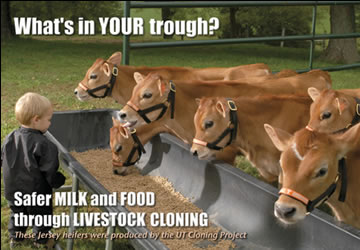 What's in YOUR trough?
Safer MILK and FOOD
through LIVESTOCK CLONING
These Jersey heifers were produced by the UT Cloning Project